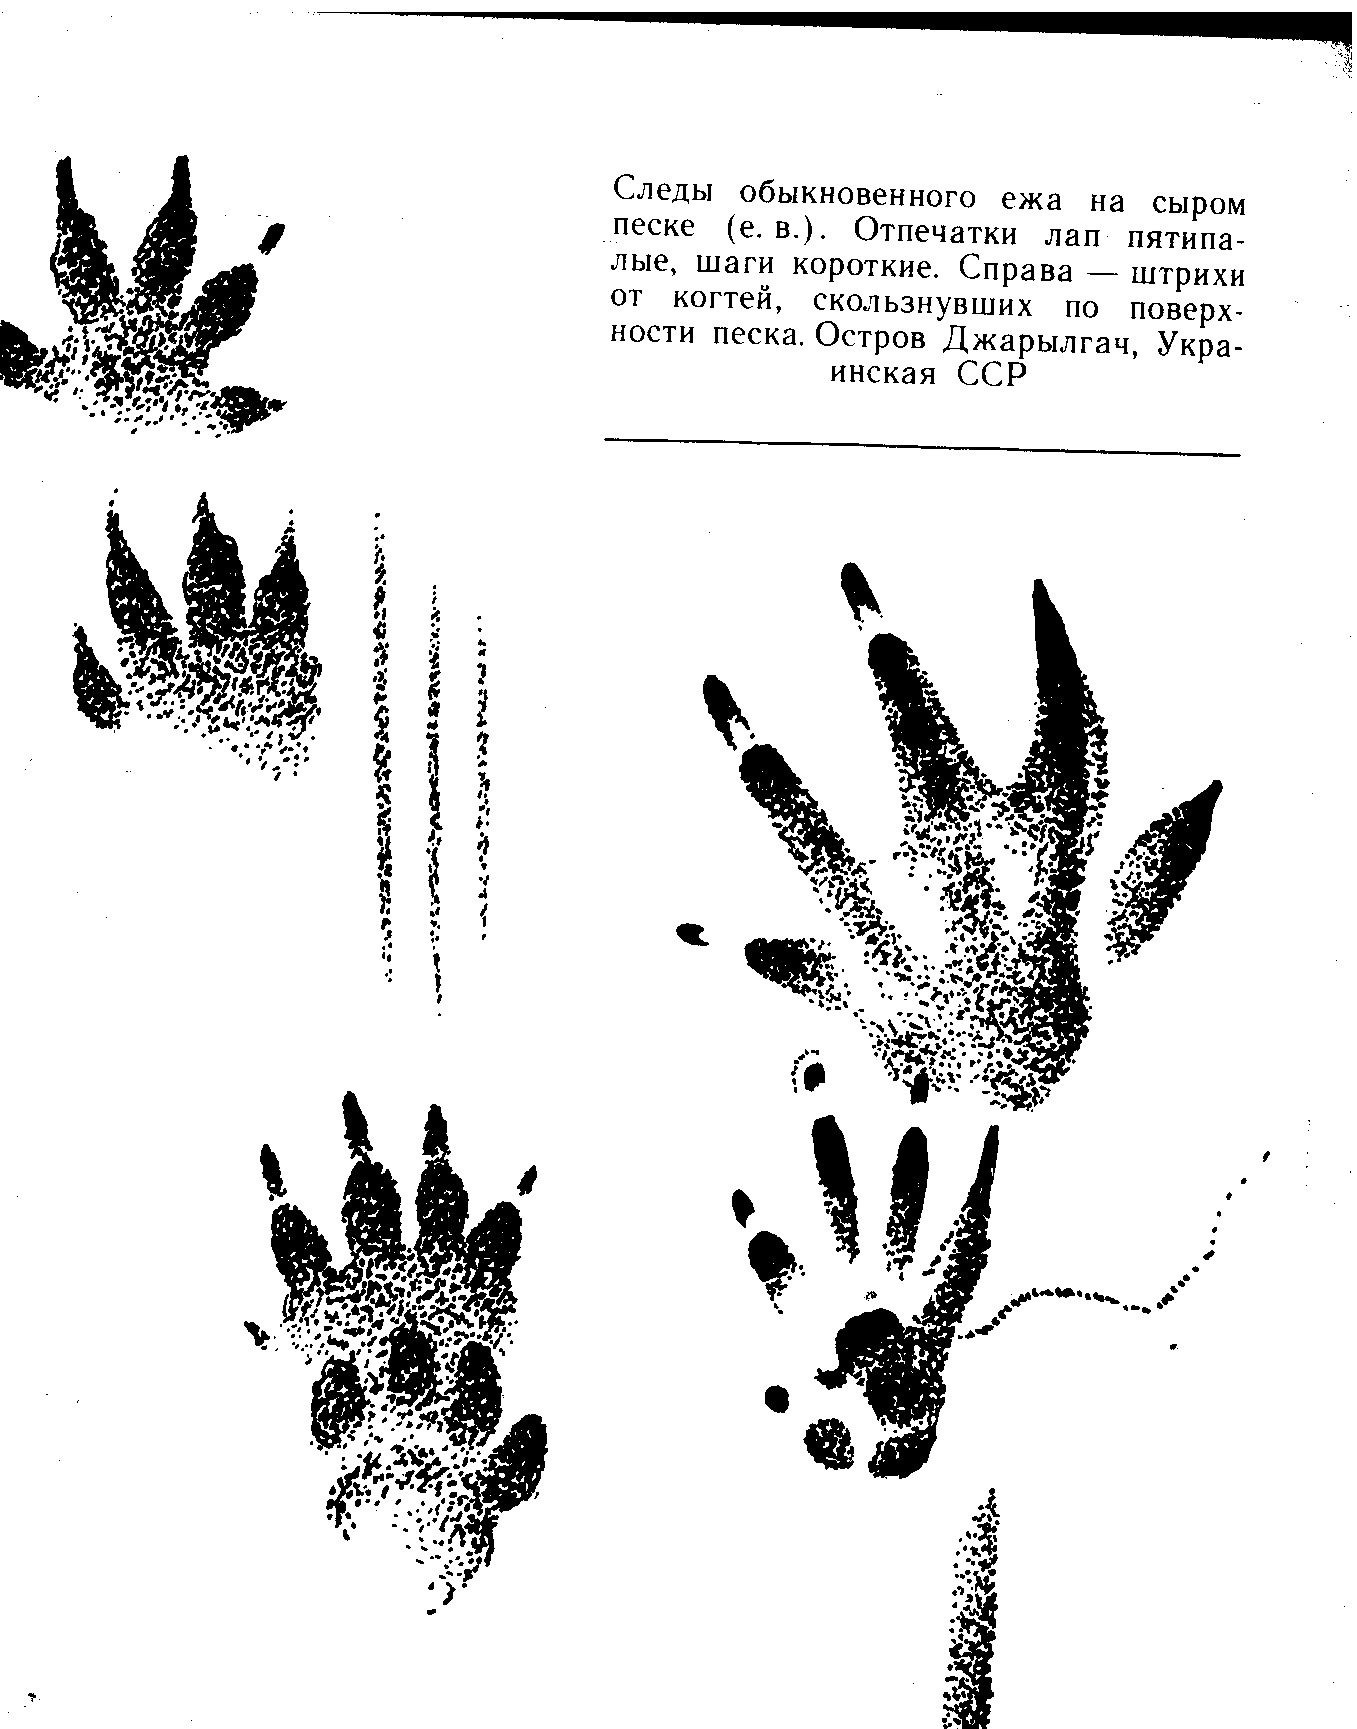 Следы обыкновенного ежа на сыром
песке (е. в.). Отпечатки лап пятипа-
лые, шаги короткие. Справа — штрихи
от когтей, скользнувших по поверх-
ности песка. Остров Джарылгач, Укра-
инская ССР